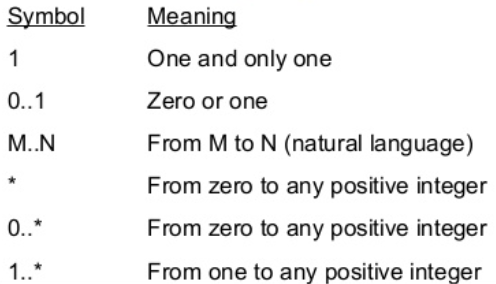 Symbol Meaning
1 One and only one
0..1 Zero or one
M..N From M to N (natural language)
* From zero to any positive integer
0..* From zero to any positive integer
1..* From one to any positive integer